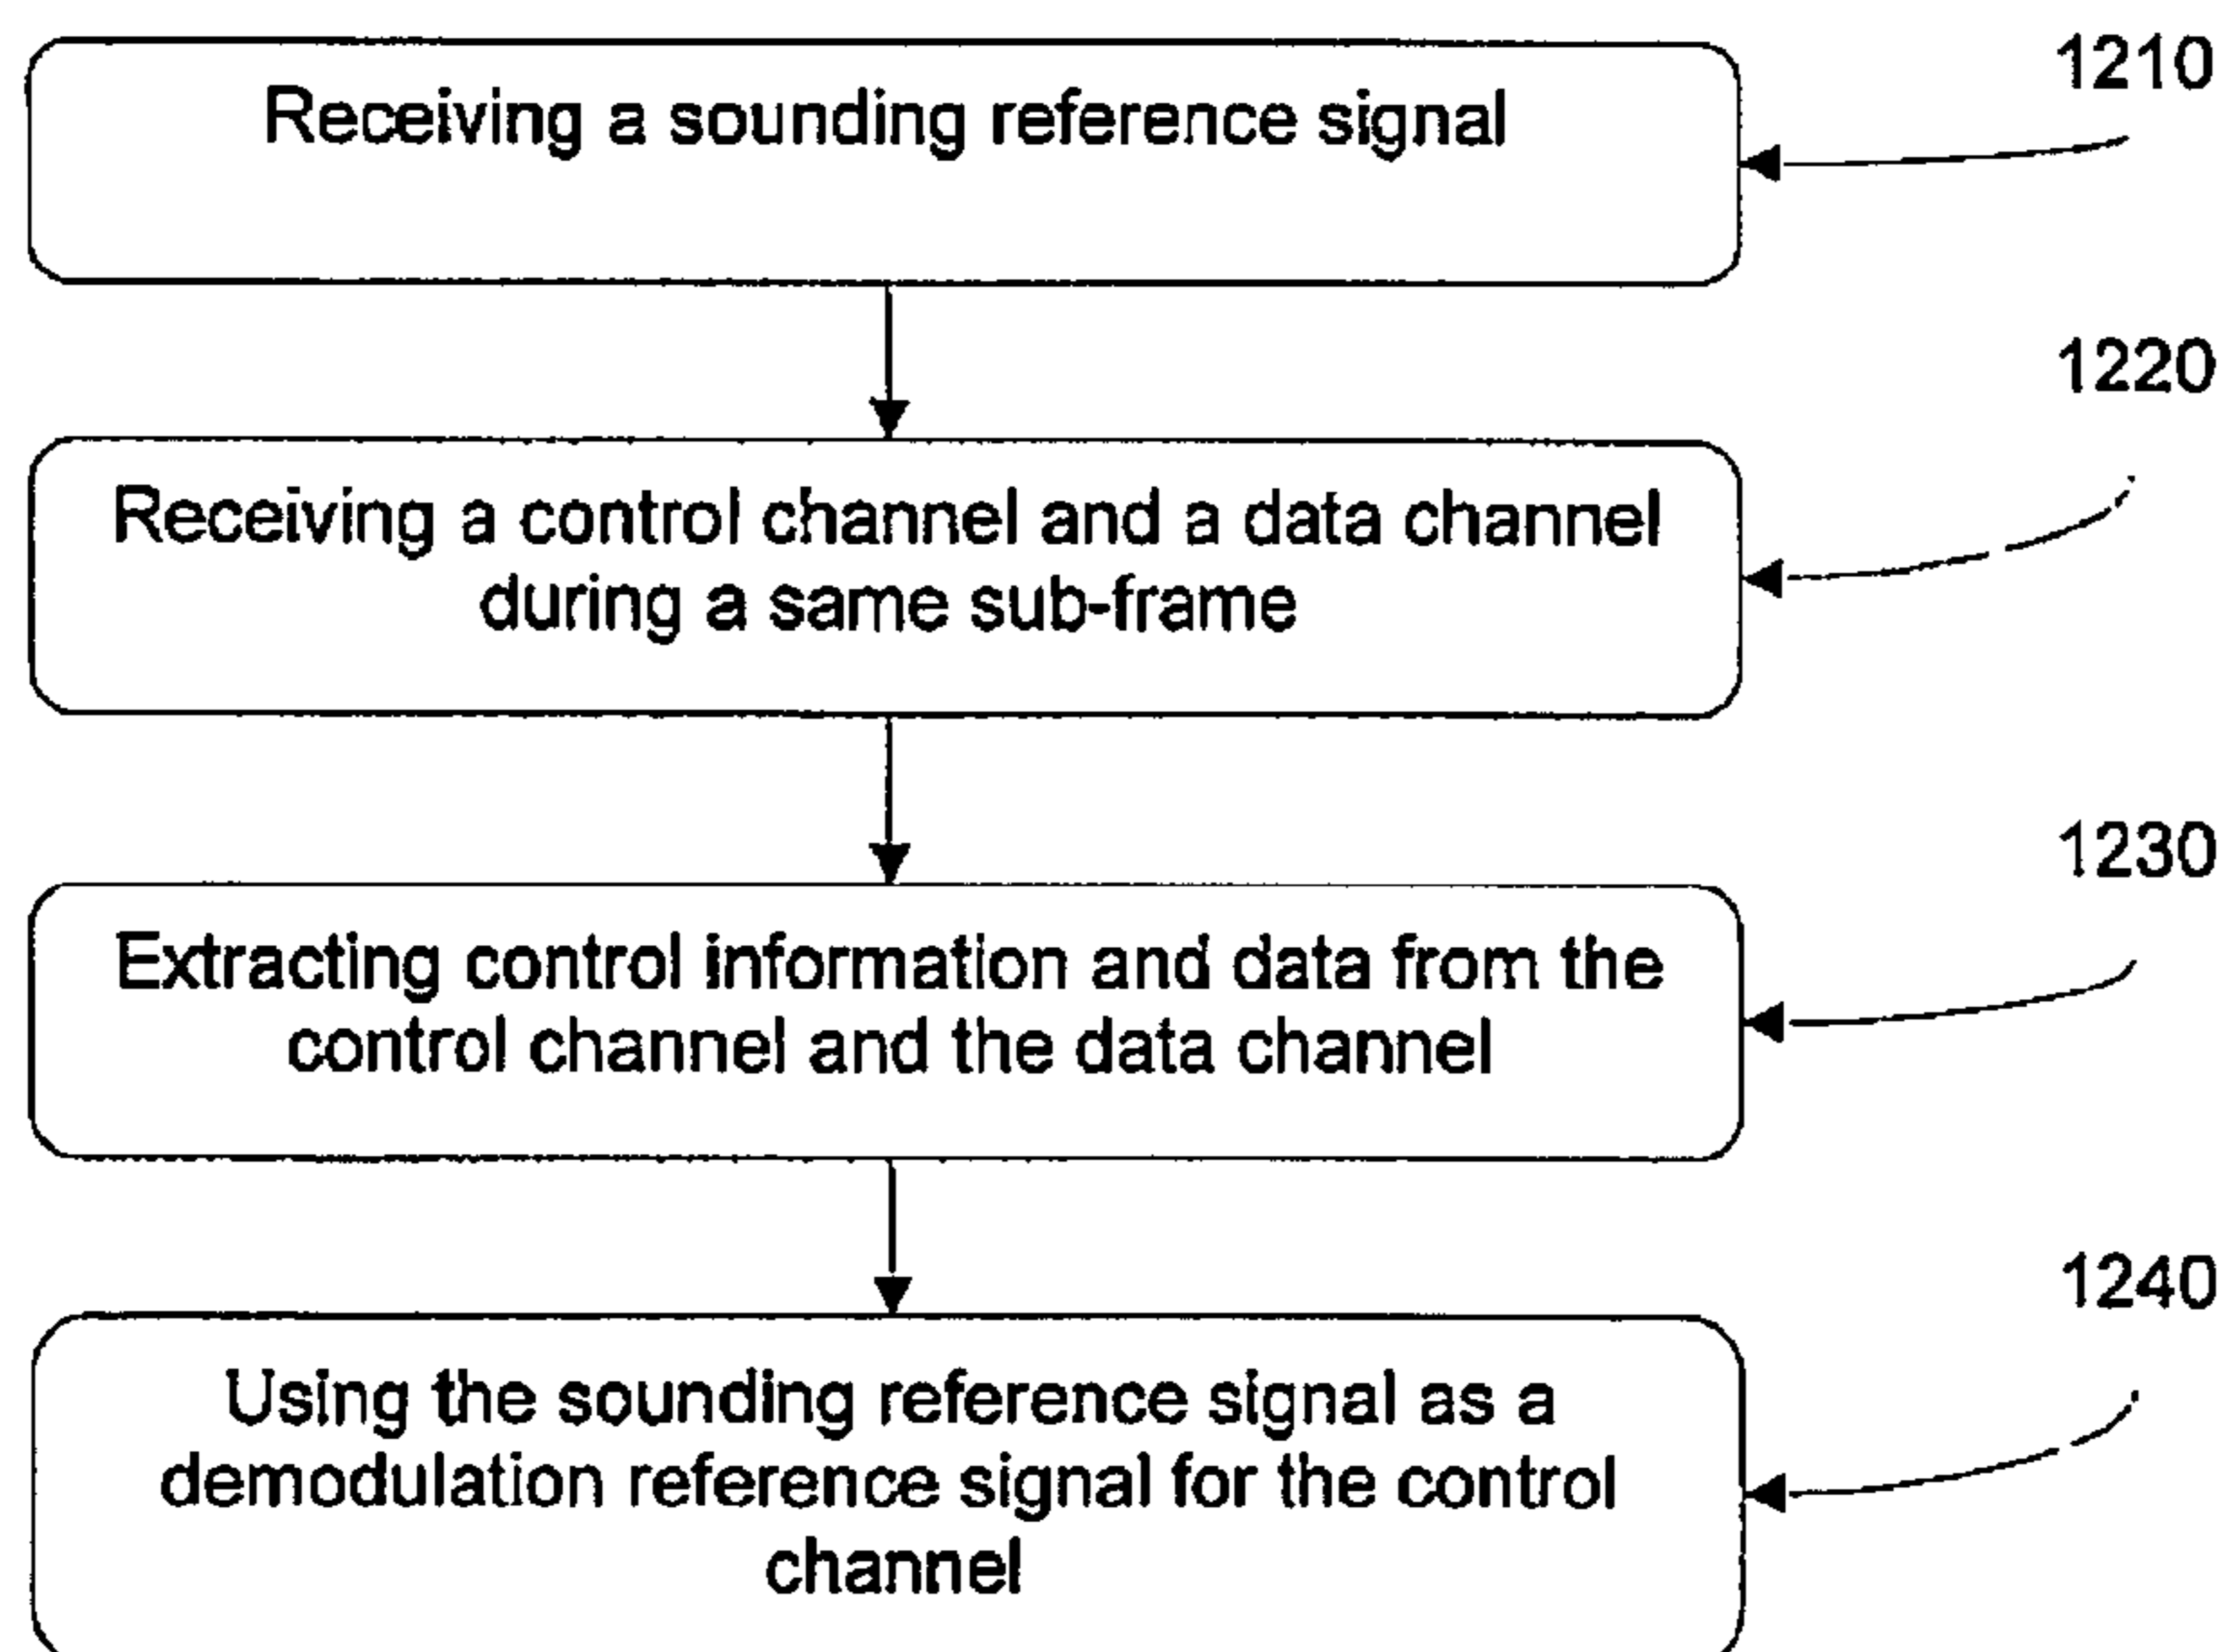 1210
Receiving a sounding reference signal
1220
Receiving a control channel and a data channel
during a same sub-frame
1230
Extracting control information and data from the
control channel and the data channel
1240
Using the sounding reference signal as a
demodulation reference signal for the control
channel